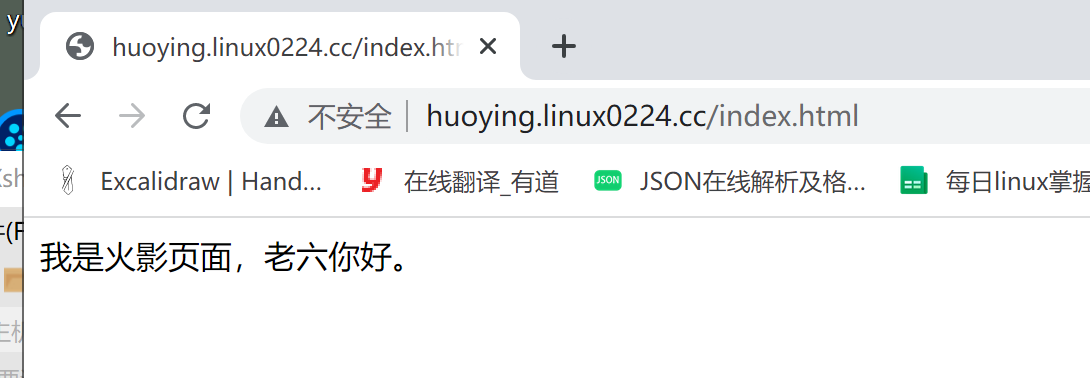 huoying.linux0224.cc/index.htm
不安全 huoying.linux0224.cc/index.html
Excalidraw | Hand... 在线翻译_有道 JSON JSON在线解析及格... 每日linux掌握
我是火影页面，老六你好。